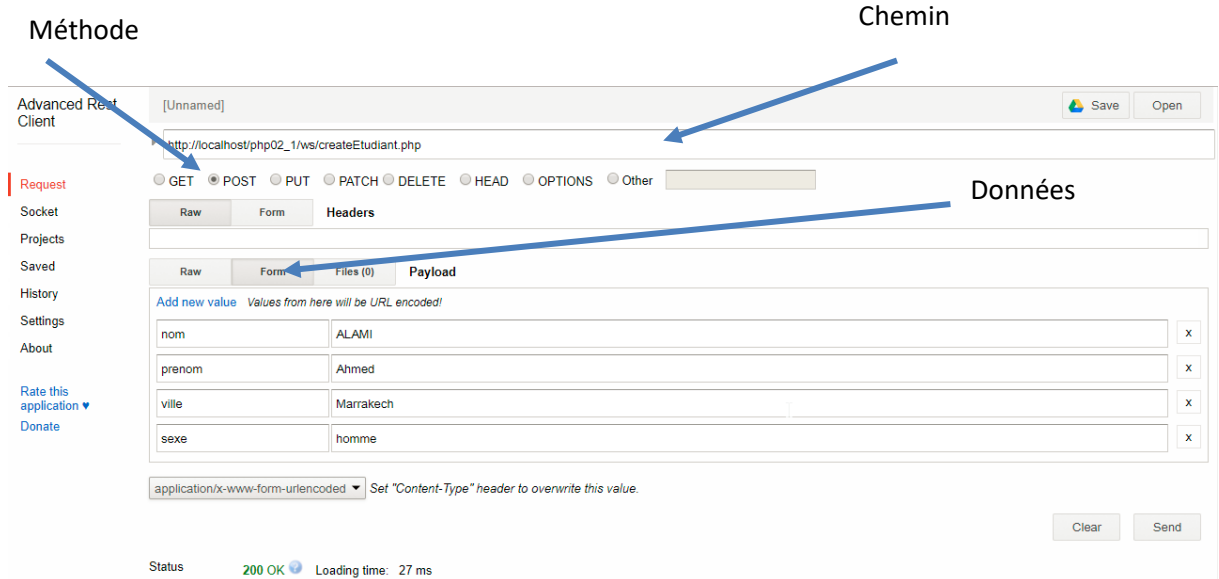 Méthode
Chemin
Advanced Rest
Client
[Unnamed]
Save
Open
http://localhost/php02_1/ws/createEtudiant.php
GET POST PUT PATCH DELETE HEAD OPTIONS Other
Données
Request
Socket
Projects
Saved
History
Settings
About
Rate this
application ♥
Donate
Raw Form Headers
Raw Form Files (0) Payload
Add new value Values from here will be URL encoded!
nom ALAMI x
prenom Ahmed x
ville Marrakech x
sexe homme x
application/x-www-form-urlencoded Set "Content-Type" header to overwrite this value.
Clear Send
Status 200 OK ? Loading time: 27 ms